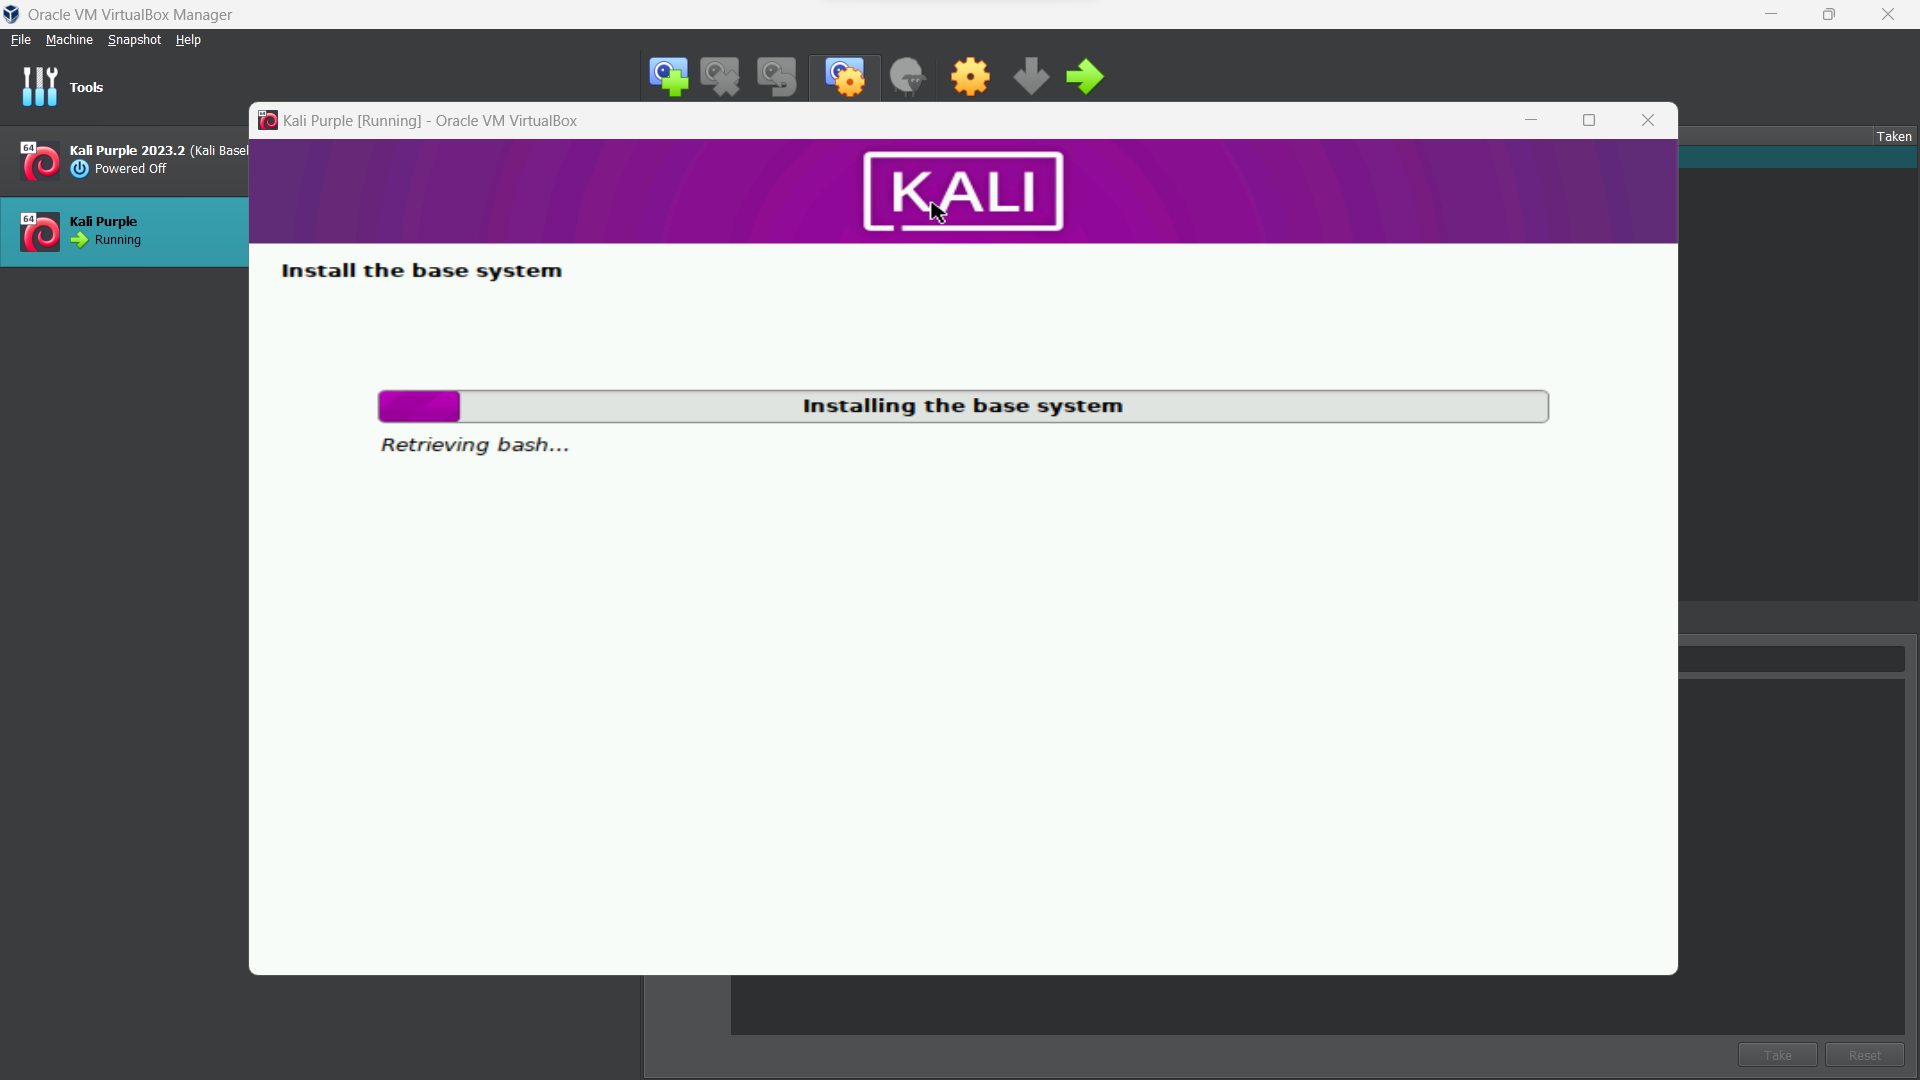 Oracle VM VirtualBox Manager
File Machine Snapshot Help
Tools
64
Kali Purple 2023.2 (Kali Basel
Powered Off
64
Kali Purple
Running
Taken
64
Kali Purple [Running] - Oracle VM VirtualBox
KALI
Install the base system
Installing the base system
Retrieving bash...
Take Reset